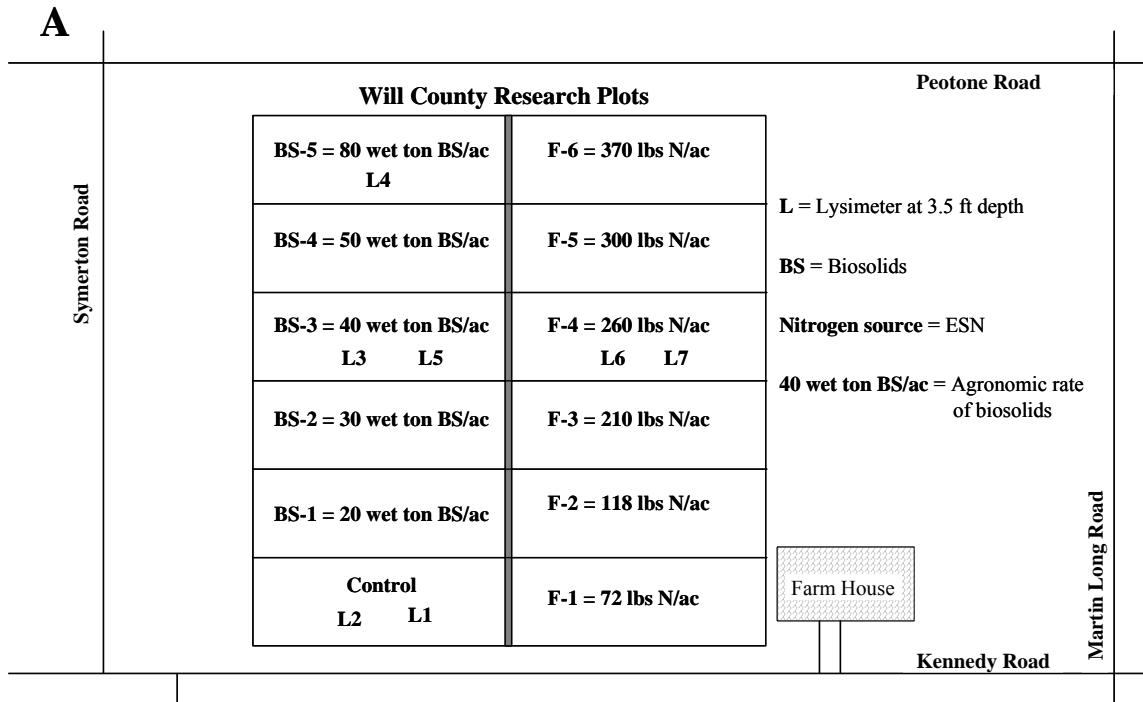 A
Peotone Road
Will County Research Plots
Symerton Road
BS-5 = 80 wet ton BS/ac
L4
F-6 = 370 lbs N/ac
BS-4 = 50 wet ton BS/ac
F-5 = 300 lbs N/ac
BS-3 = 40 wet ton BS/ac
L3 L5
F-4 = 260 lbs N/ac
L6 L7
BS-2 = 30 wet ton BS/ac
F-3 = 210 lbs N/ac
BS-1 = 20 wet ton BS/ac
F-2 = 118 lbs N/ac
Control
L2 L1
F-1 = 72 lbs N/ac
L = Lysimeter at 3.5 ft depth
BS = Biosolids
Nitrogen source = ESN
40 wet ton BS/ac = Agronomic rate
of biosolids
Farm House
Martin Long Road
Kennedy Road